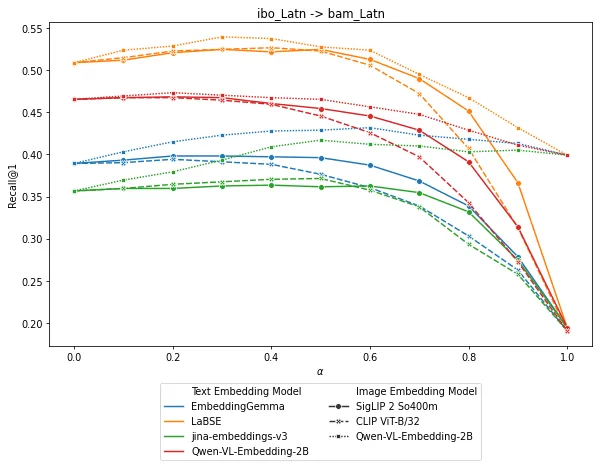 ibo_Latn -> bam_Latn
0.55
0.50
0.45
0.40
0.35
0.30
0.25
0.20
Recall@1
0.0 0.2 0.4 0.6 0.8 1.0
α
Text Embedding Model
EmbeddingGemma
LaBSE
jina-embeddings-v3
Qwen-VL-Embedding-2B
Image Embedding Model
SigLIP 2 So400m
CLIP ViT-B/32
Qwen-VL-Embedding-2B